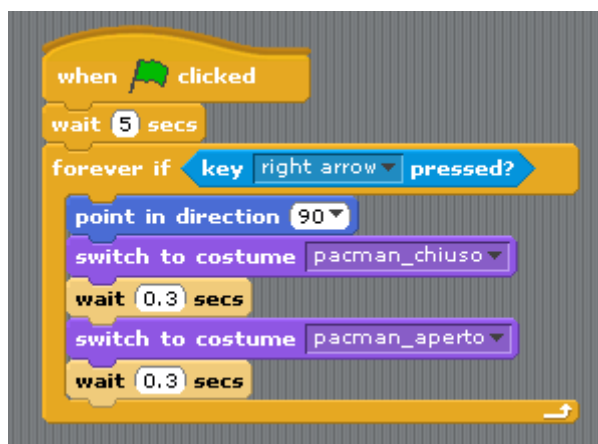 when clicked
wait 5 secs
forever if key right arrow pressed?
point in direction 90
switch to costume pacman_chiuso
wait 0.3 secs
switch to costume pacman_aperto
wait 0.3 secs